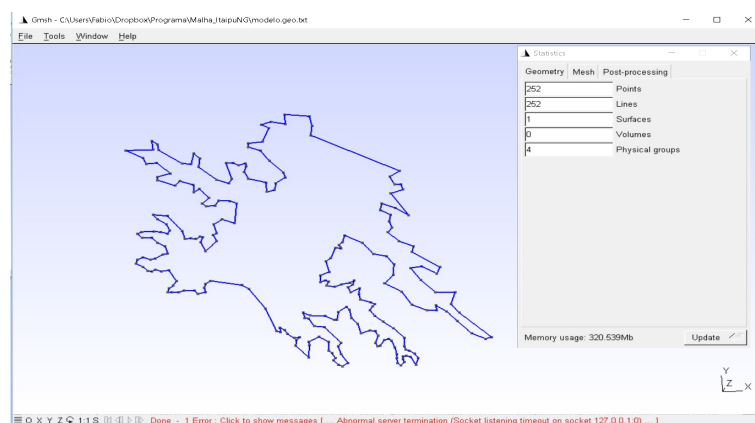 Gmsh - C:\Users\Fabio\Dropbox\Programa\Malha_ItaipuNG\modelo.geo.txt
File Tools Window Help
Statistics
Geometry Mesh Post-processing
252 Points
252 Lines
1 Surfaces
0 Volumes
4 Physical groups
Memory usage: 320.539Mb Update
Y
Z X
O X Y Z 1:1 S Done - 1 Error : Click to show messages [ ... Abnormal server termination (Socket listening timeout on socket 127.0.0.1:0) ... ]